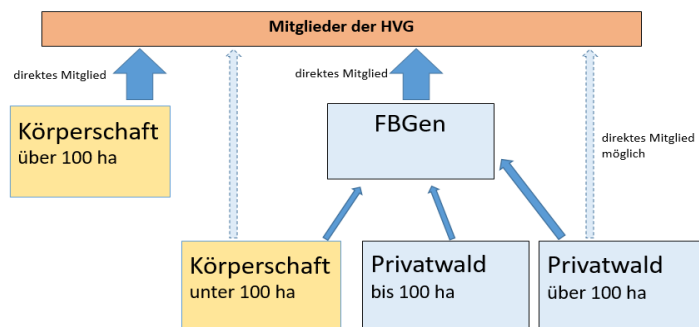 Mitglieder der HVG
direktes Mitglied
direktes Mitglied
Körperschaft
über 100 ha
FBGen
direktes Mitglied
möglich
Körperschaft
unter 100 ha
Privatwald
bis 100 ha
Privatwald
über 100 ha